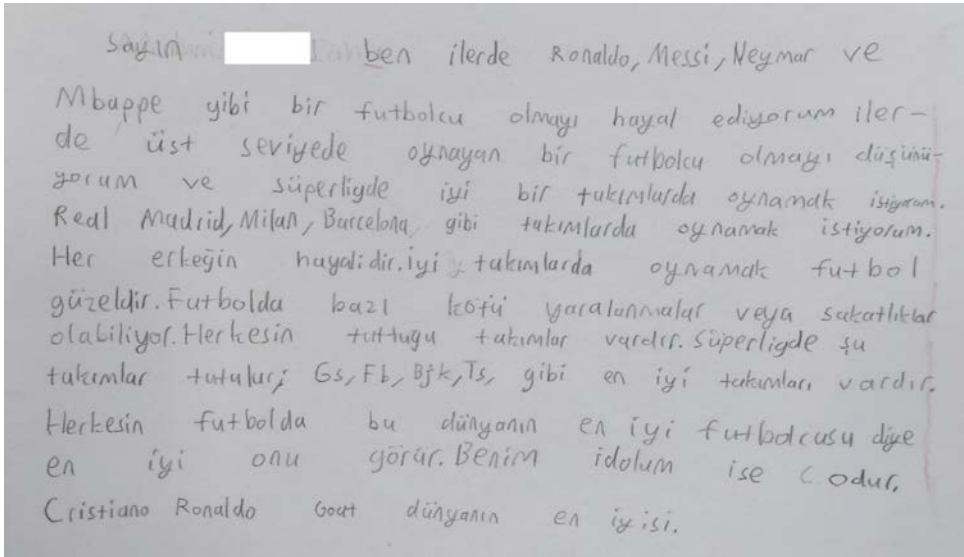 Sayın ben ilerde Ronaldo, Messi, Neymar ve
Mbappe gibi bir futbolcu olmayı hayal ediyorum iler-
de üst seviyede oynayan bir futbolcu olmayı düşünü-
yorum ve süperligde iyi bir takımlarda oynamak istiyorum.
Real Madrid, Milan, Barcelona gibi takımlarda oynamak istiyorum.
Her erkeğin hayalidir. iyi takımlarda oynamak futbol
güzeldir. Futbolda bazı kötü yaralanmalar veya sakatlıklar
olabiliyor. Herkesin tuttuğu takımlar vardır. Süperligde şu
takımlar tutulur; Gs, Fb, Bjk, Ts, gibi en iyi takımları vardır.
Herkesin futbolda bu dünyanın en iyi futbolcusu diye
en iyi onu görür. Benim idolum ise odur.
Cristiano Ronaldo Goat dünyanın en iyisi.